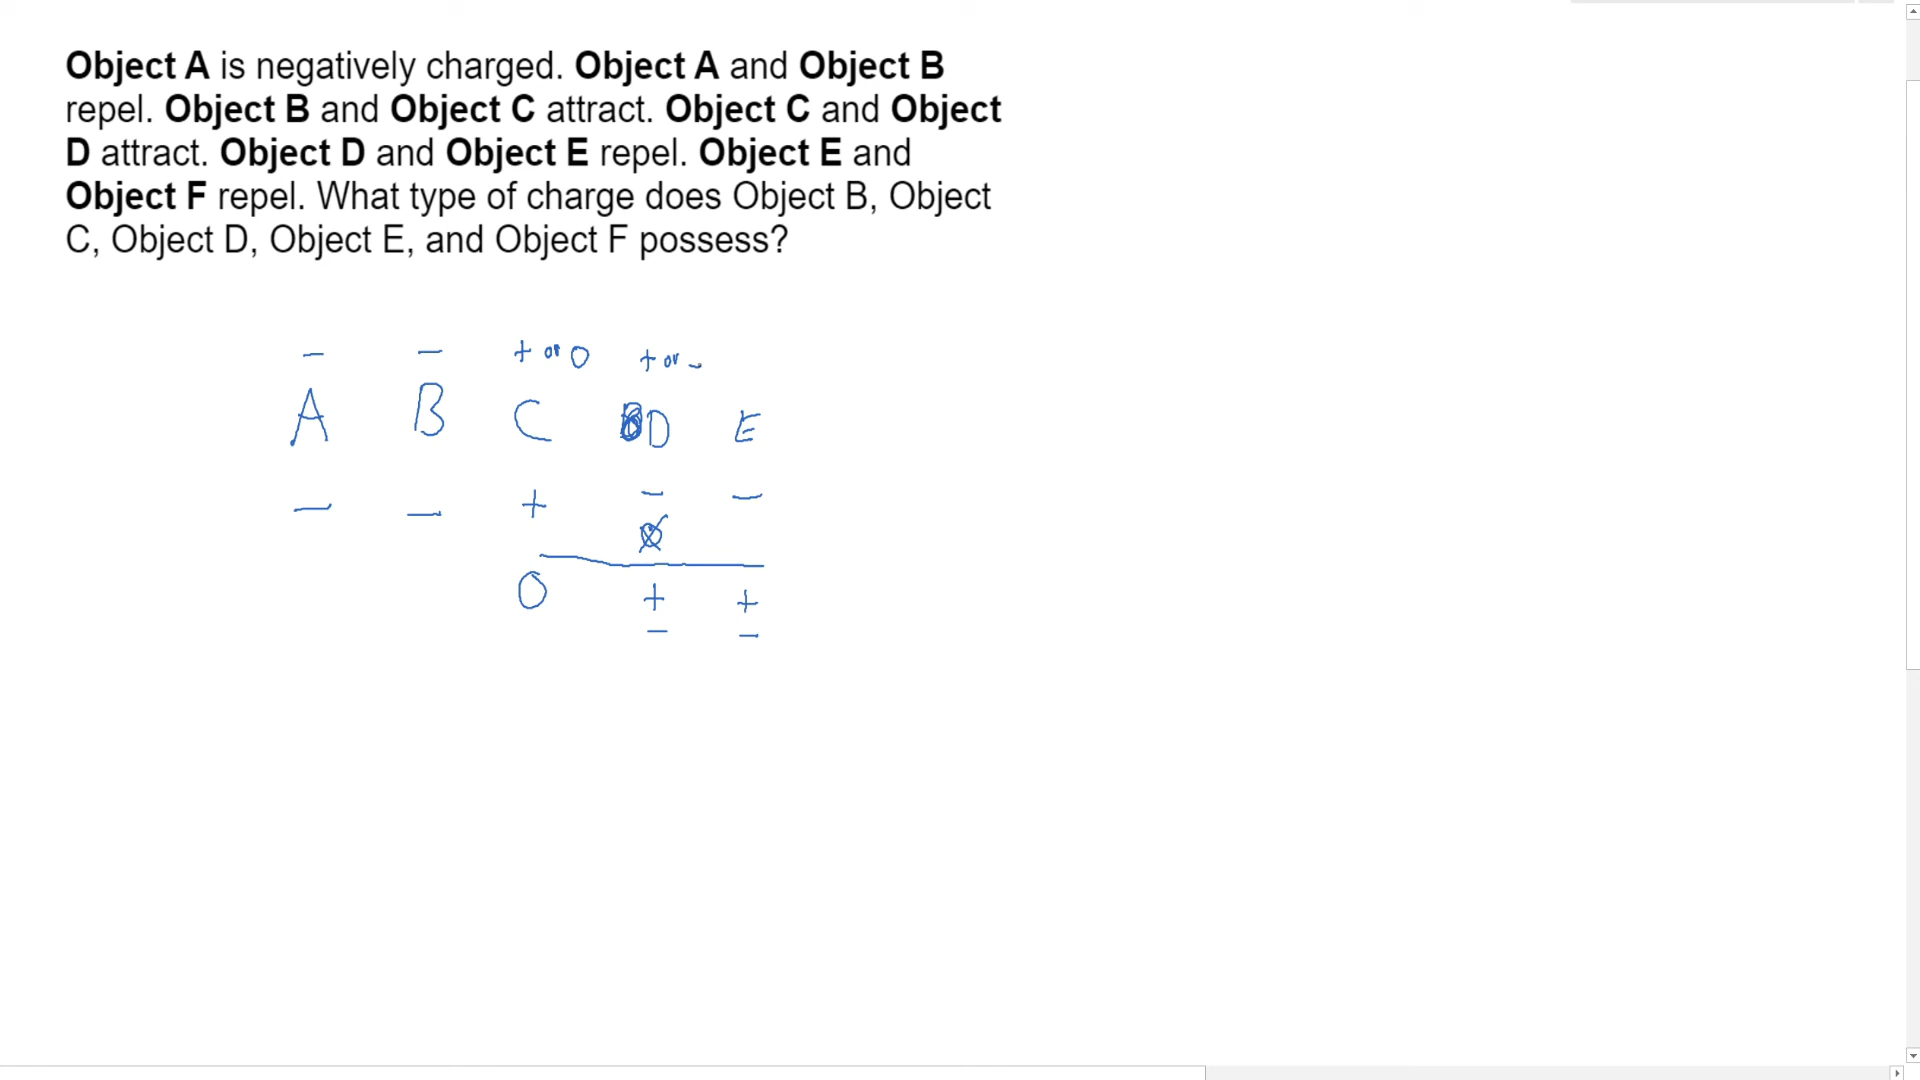 Object A is negatively charged. Object A and Object B
repel. Object B and Object C attract. Object C and Object
D attract. Object D and Object E repel. Object E and
Object F repel. What type of charge does Object B, Object
C, Object D, Object E, and Object F possess?
− − + or 0 + or -
A B C D E
− − + − −
0
0 + +
− −